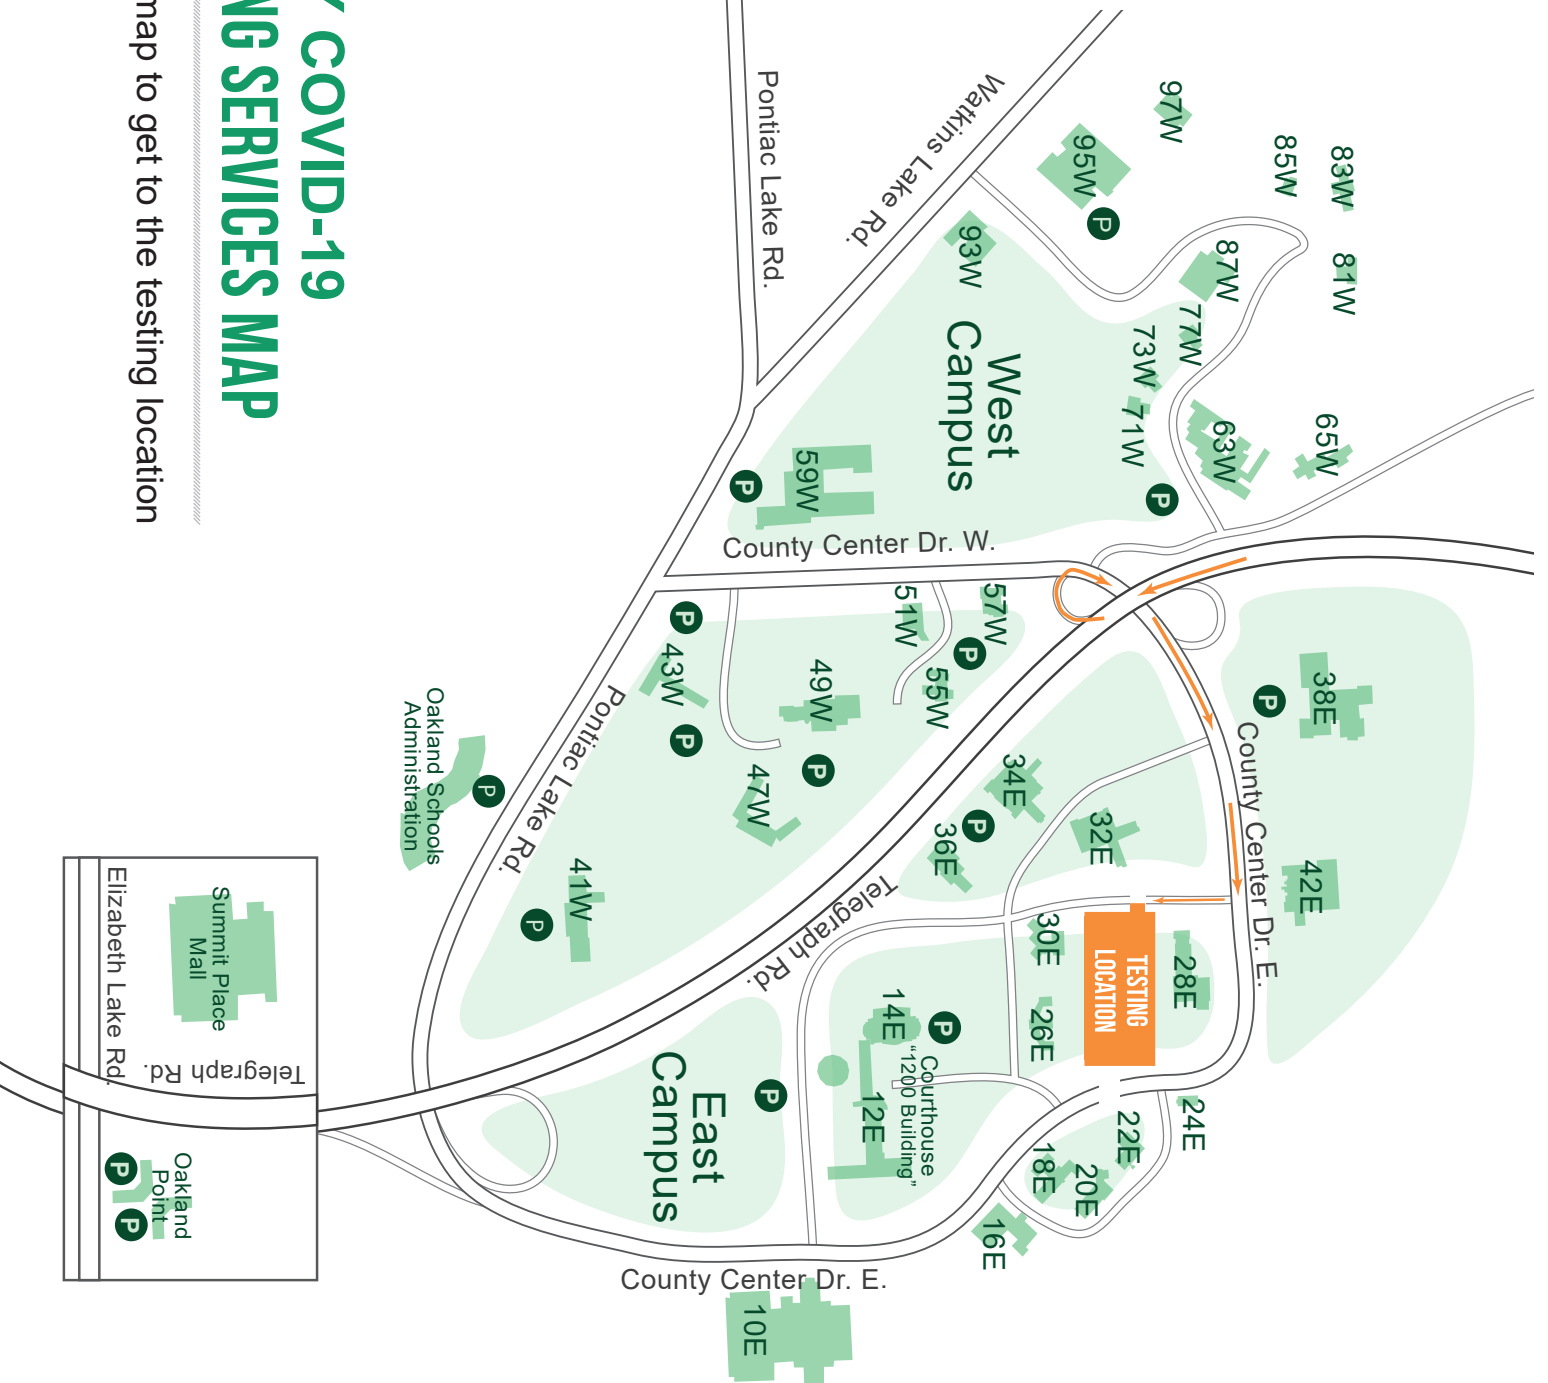 Y COVID-19
NG SERVICES MAP
map to get to the testing location
83W
85W
97W
95W
P
81W
87W
93W
Watkins Lake Rd.
Pontiac Lake Rd.
77W
73W
71W
West
Campus
65W
63W
P
59W
P
County Center Dr. W.
57W
51W
P
55W
P
43W
49W
P
P
47W
Pontiac Lake Rd.
41W
P
Oakland Schools
Administration
P
38E
P
County Center Dr. E.
42E
34E
P
36E
32E
Telegraph Rd.
30E
TESTING
LOCATION
28E
26E
14E
P
Courthouse
“1200 Building”
12E
P
East
Campus
24E
22E
20E
18E
16E
County Center Dr. E.
10E
Summit Place
Mall
Elizabeth Lake Rd.
Telegraph Rd.
Oakland
Point
P
P